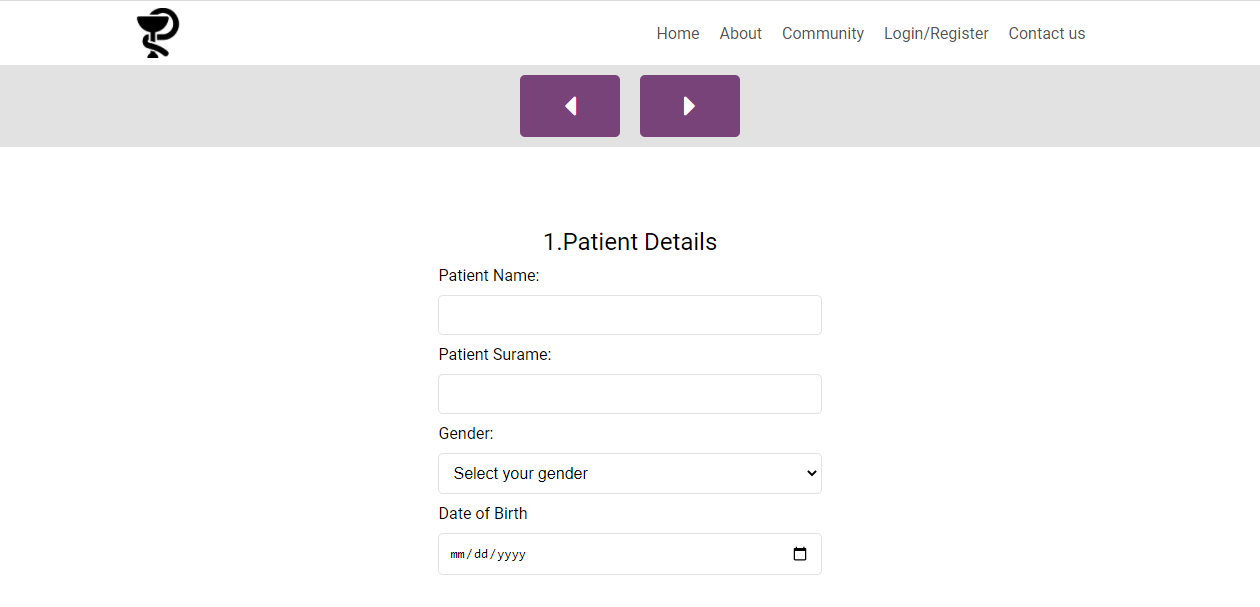 Home About Community Login/Register Contact us
1.Patient Details
Patient Name:
Patient Surame:
Gender:
Select your gender
Date of Birth
mm/dd/yyyy